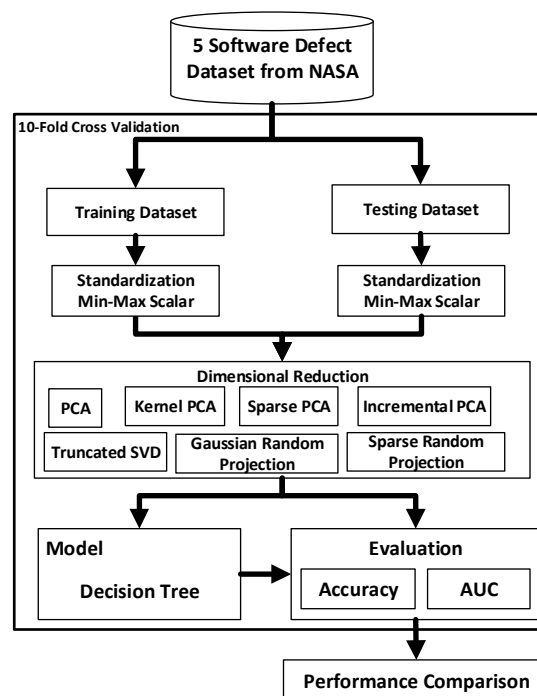 5 Software Defect
Dataset from NASA
10-Fold Cross Validation
Training Dataset
Testing Dataset
Standardization
Min-Max Scalar
Standardization
Min-Max Scalar
Dimensional Reduction
PCA
Kernel PCA
Sparse PCA
Incremental PCA
Truncated SVD
Gaussian Random
Projection
Sparse Random
Projection
Model
Decision Tree
Evaluation
Accuracy
AUC
Performance Comparison